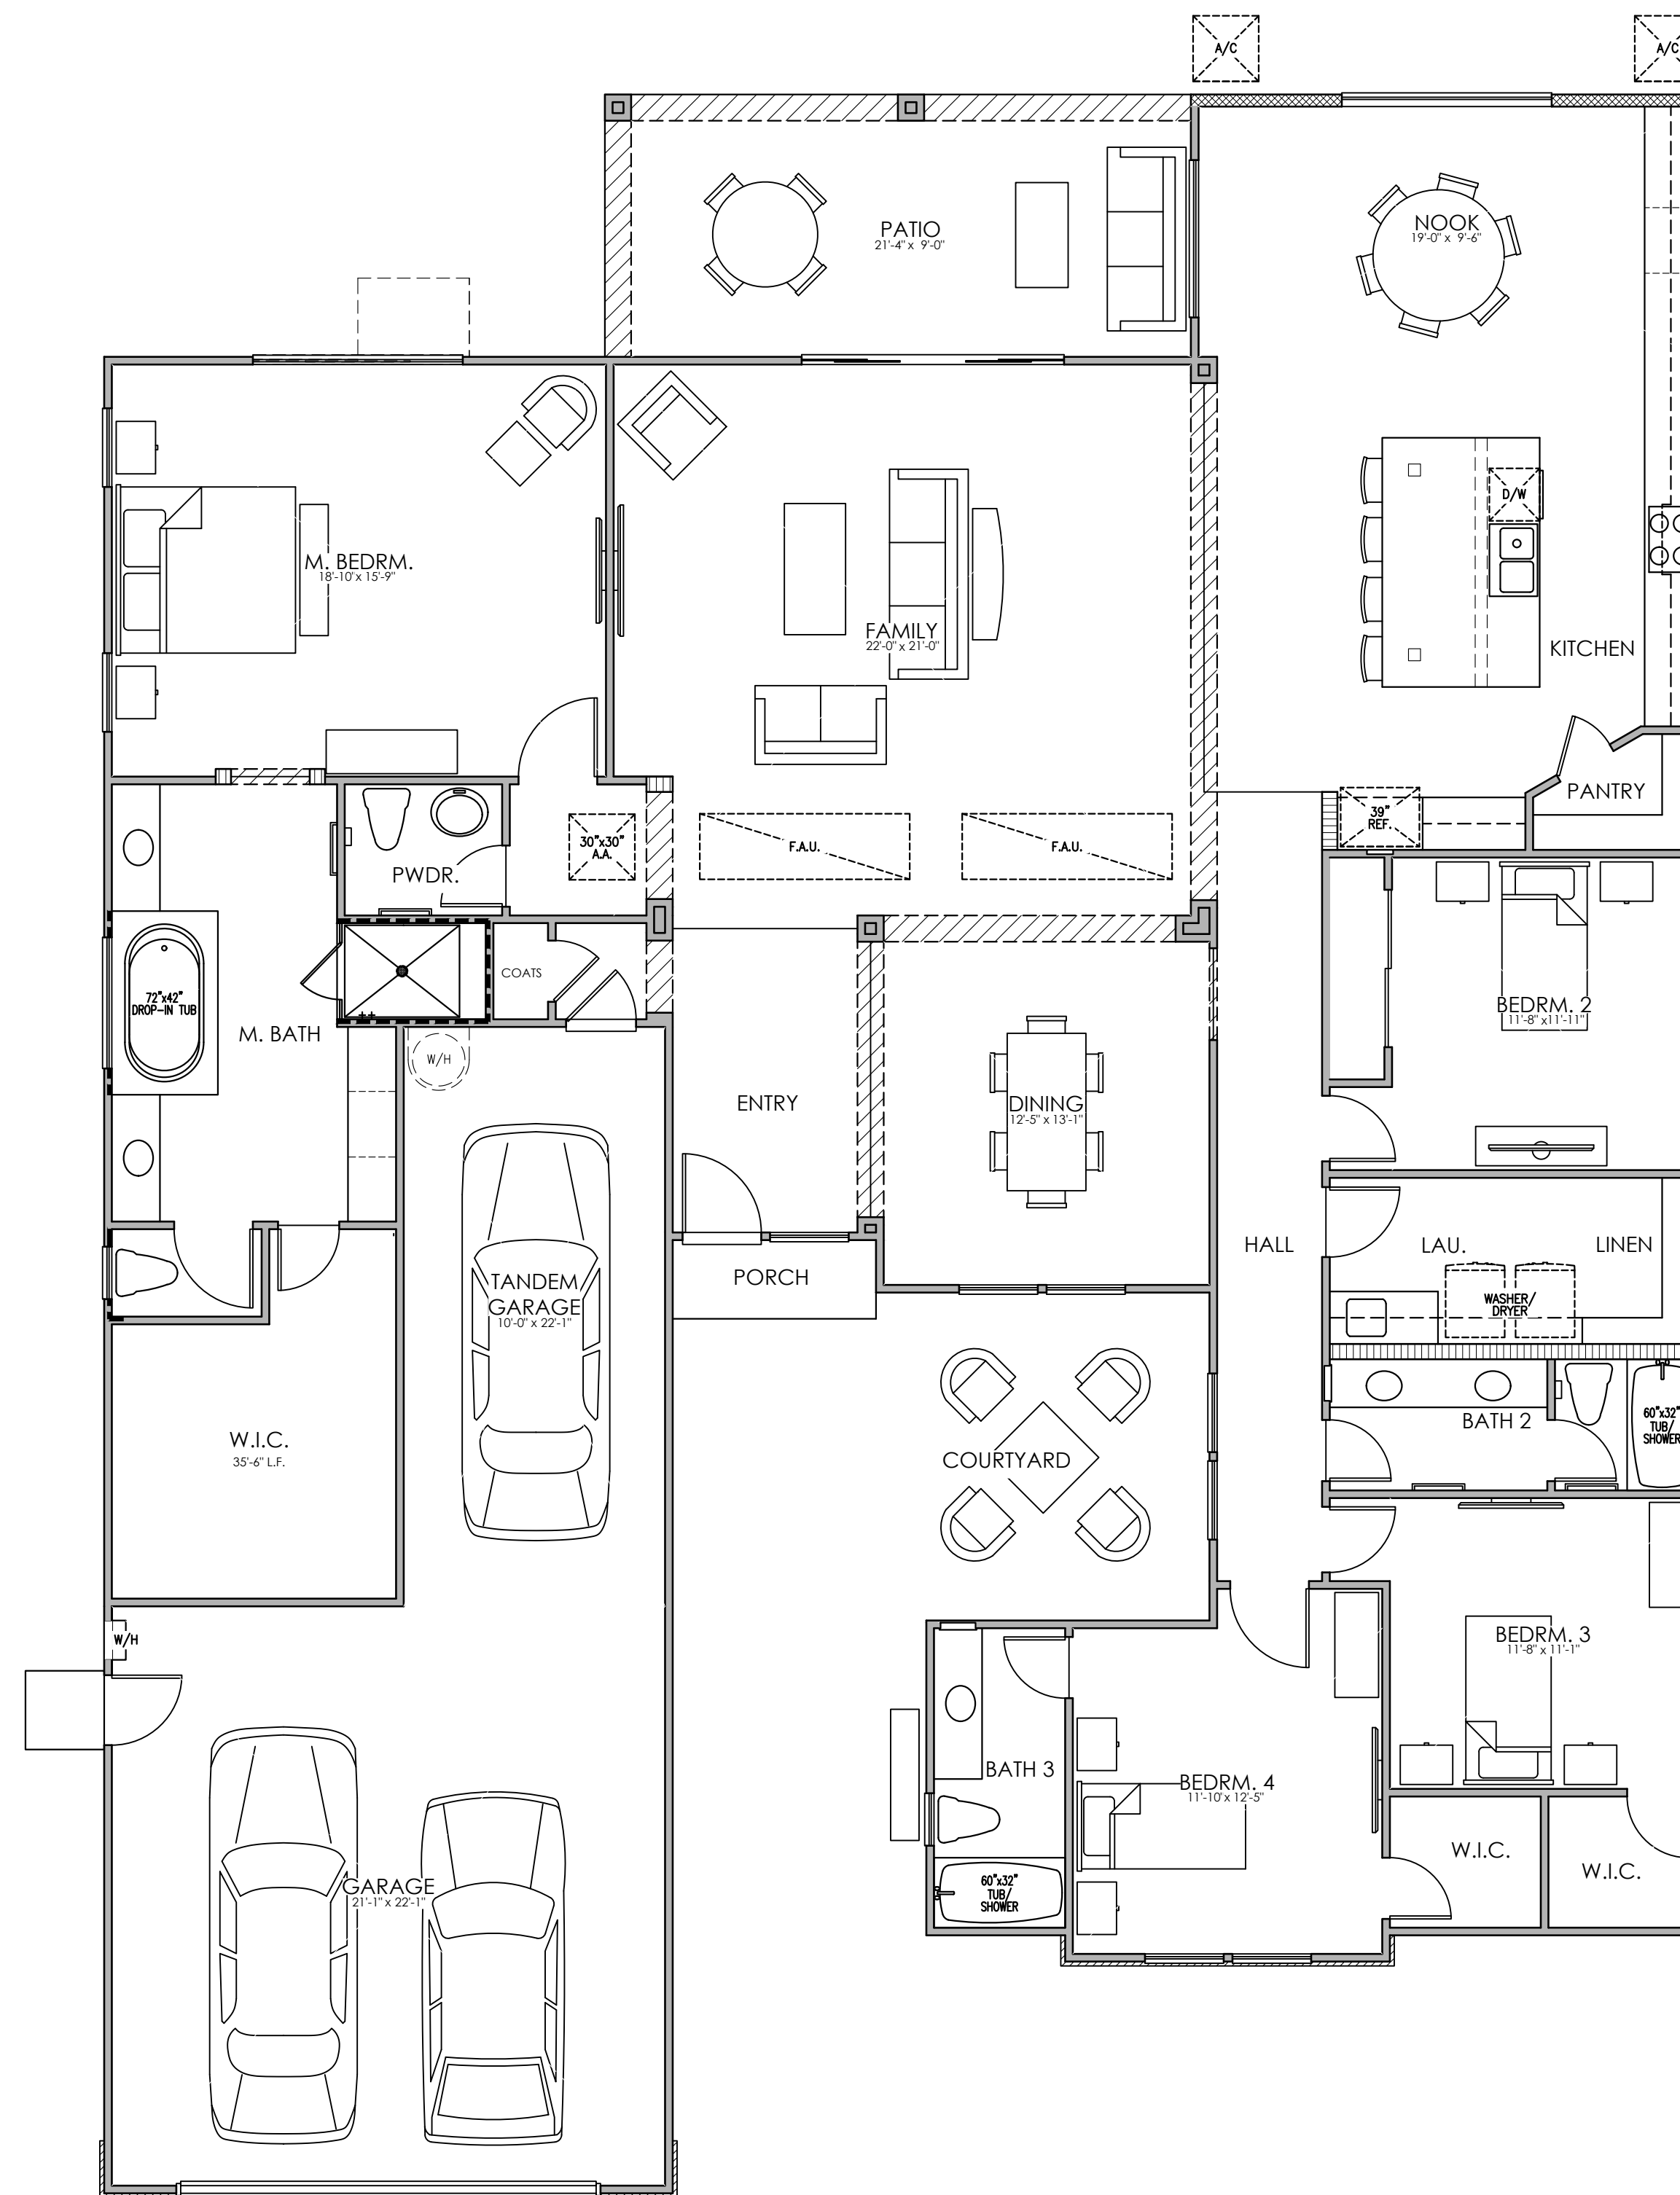 A/C
A/C
PATIO
21'-4" x 9'-0"
NOOK
19'-0" x 9'-6"
D/W
M. BEDRM.
18'-10" x 15'-9"
FAMILY
22'-0" x 21'-0"
KITCHEN
PANTRY
39"
REF.
30"x30"
A.A.
F.A.U.
F.A.U.
PWDR.
COATS
72"x42"
DROP-IN TUB
M. BATH
W/H
BEDRM. 2
11'-8" x 11'-11"
ENTRY
DINING
12'-5" x 13'-1"
HALL
LAU.
LINEN
PORCH
TANDEM
GARAGE
10'-0" x 22'-1"
WASHER/
DRYER
W.I.C.
35'-6" L.F.
COURTYARD
BATH 2
60"x32"
TUB/
SHOWER
W/H
BEDRM. 3
11'-8" x 11'-1"
BATH 3
BEDRM. 4
11'-10" x 12'-5"
W.I.C.
W.I.C.
GARAGE
21'-1" x 22'-1"
60"x32"
TUB/
SHOWER